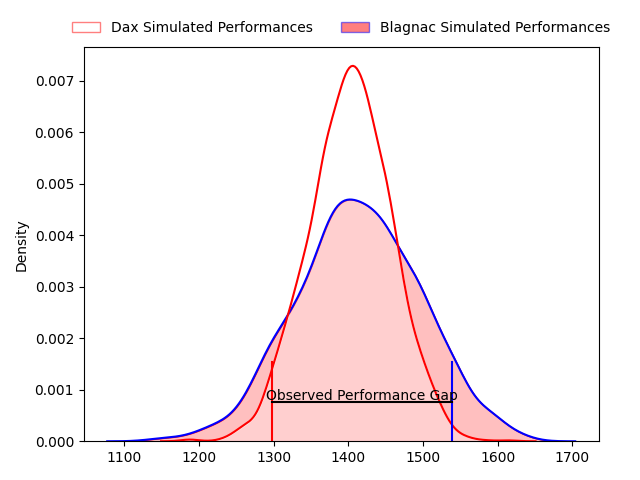 Dax Simulated Performances
Blagnac Simulated Performances
Density
0.007
0.006
0.005
0.004
0.003
0.002
0.001
0.000
Observed Performance Gap
1100 1200 1300 1400 1500 1600 1700